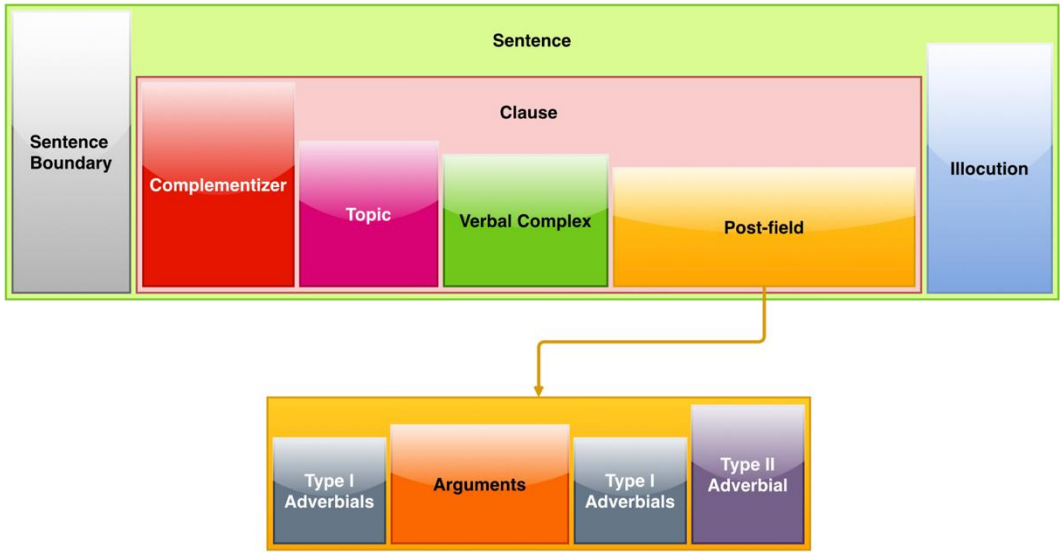 Sentence
Clause
Sentence
Boundary
Complementizer
Topic
Verbal Complex
Post-field
Illocution
Type I
Adverbials
Arguments
Type I
Adverbials
Type II
Adverbial